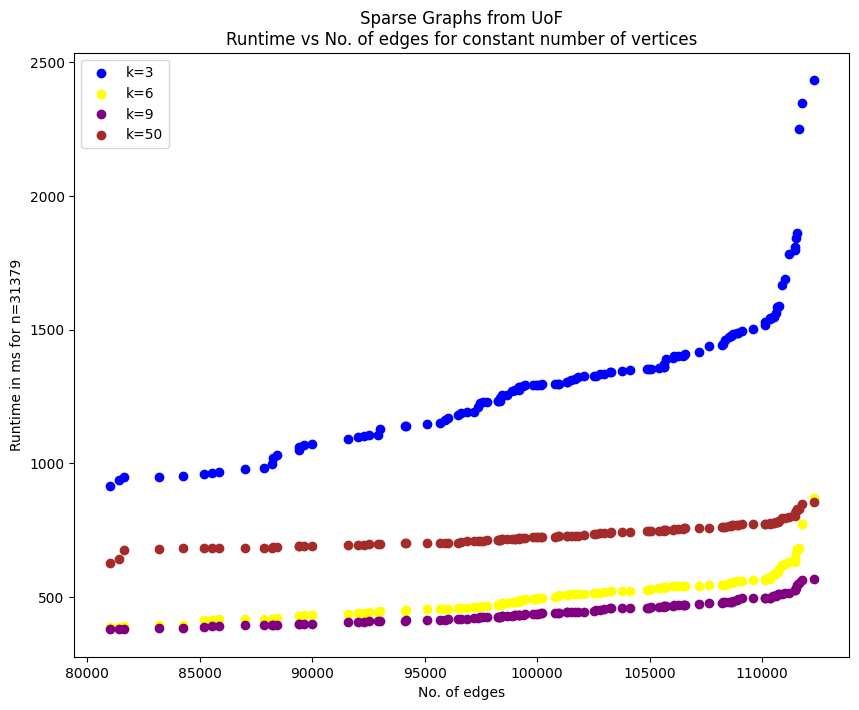 Sparse Graphs from UoF
Runtime vs No. of edges for constant number of vertices
k=3
k=6
k=9
k=50
2500
2000
1500
1000
500
Runtime in ms for n=31379
80000 85000 90000 95000 100000 105000 110000
No. of edges